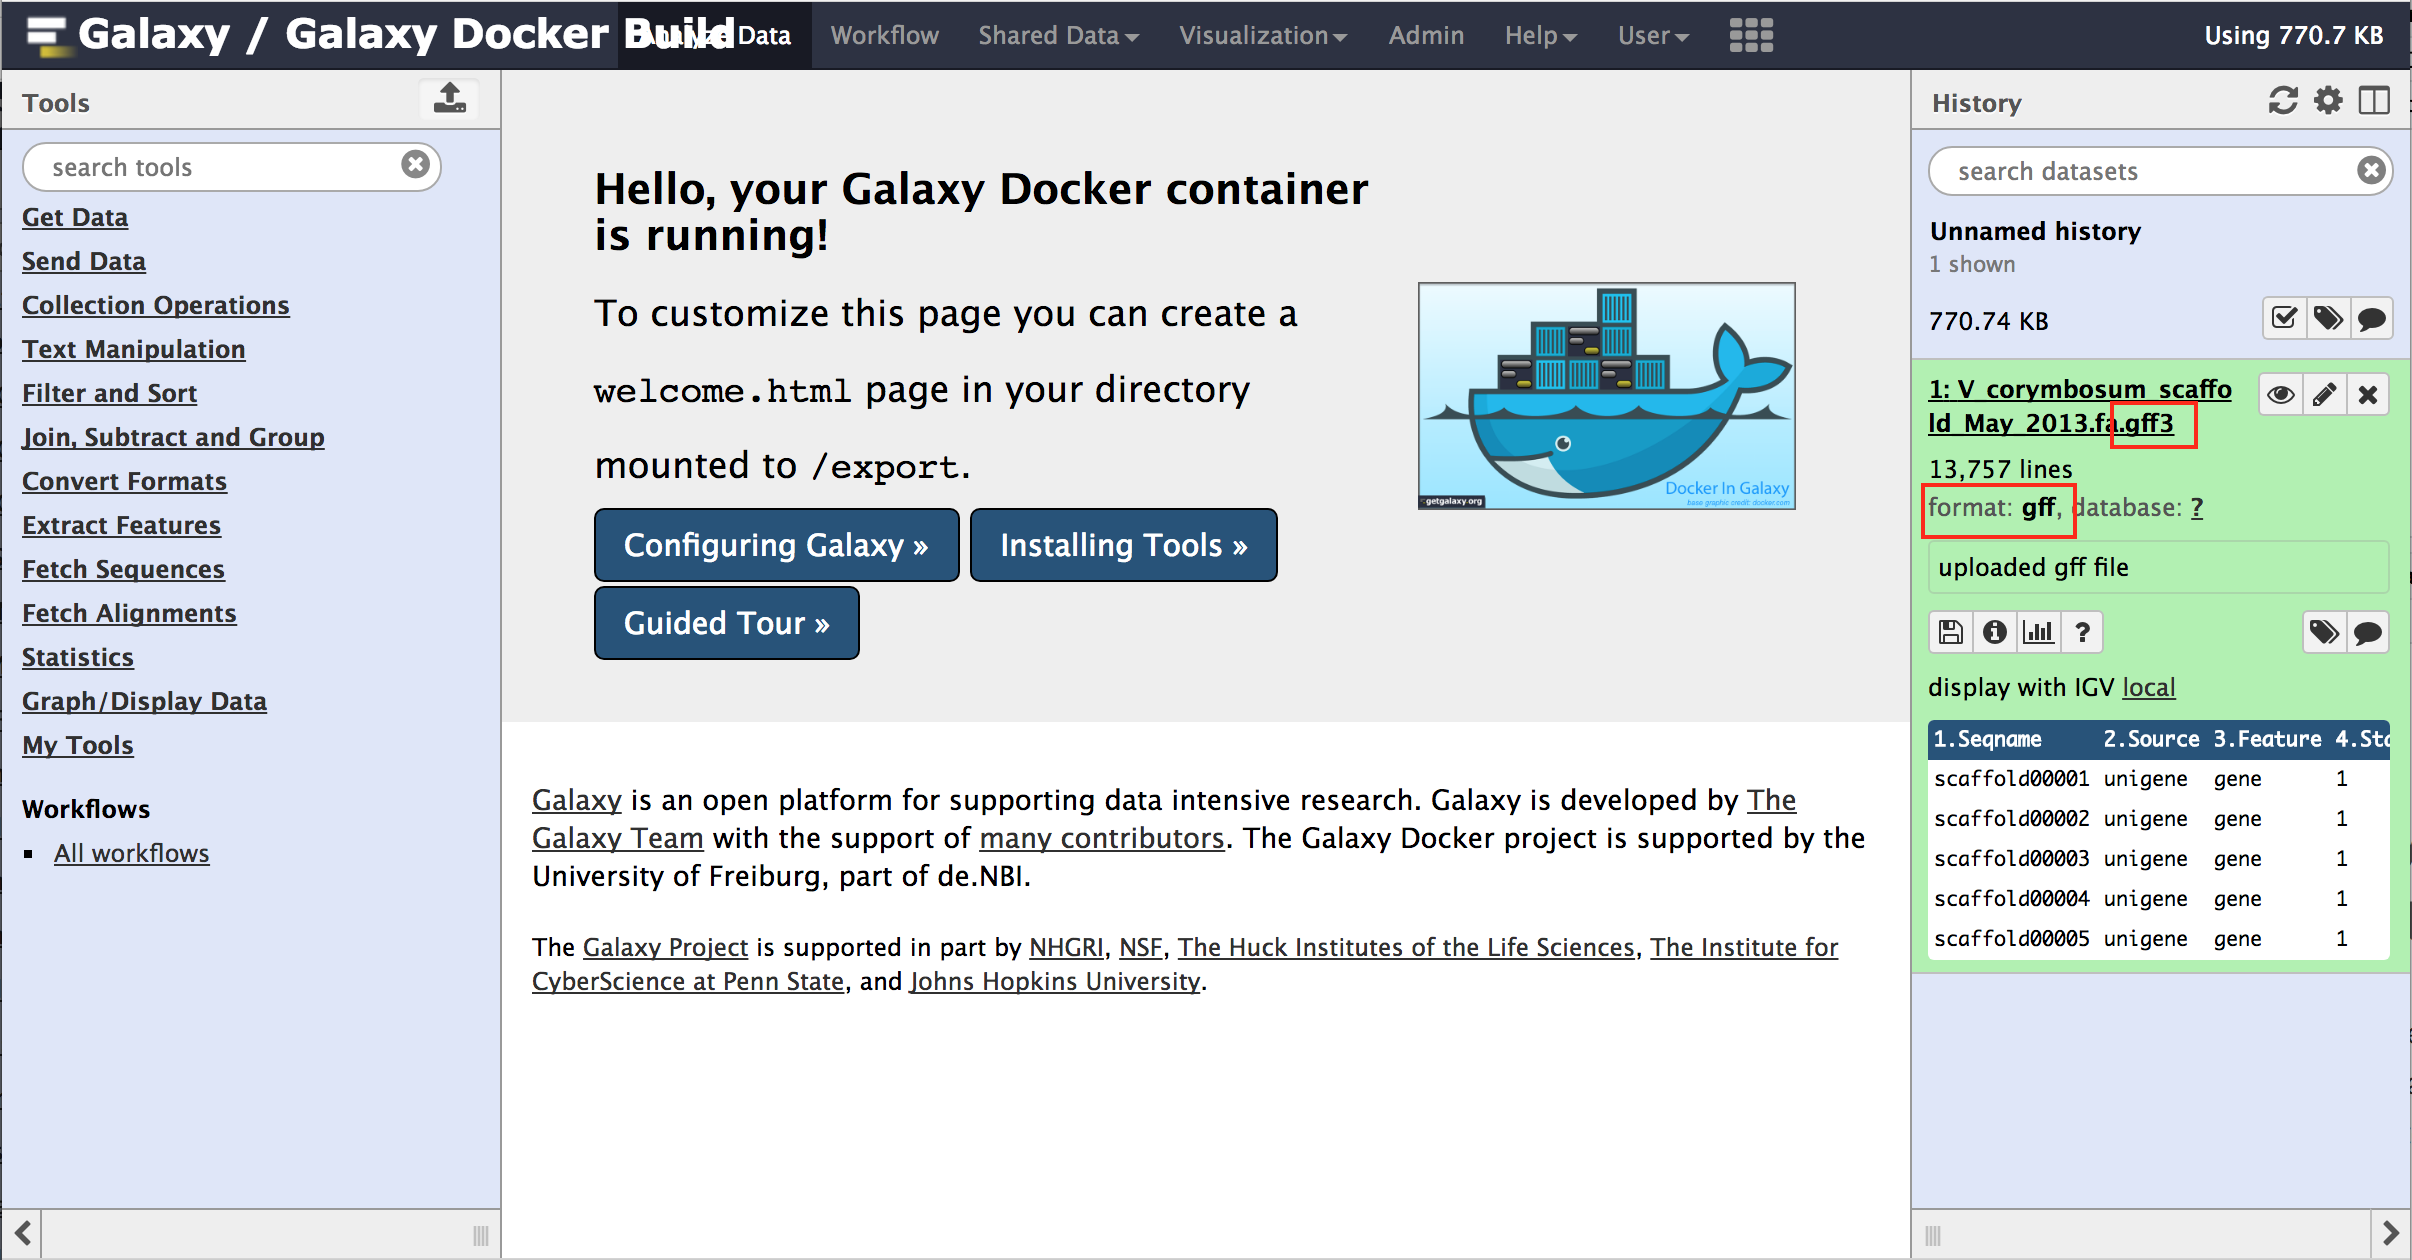 Galaxy / Galaxy Docker Build
Analyze Data
Workflow
Shared Data
Visualization
Admin
Help
User
Using 770.7 KB
Tools
search tools
Get Data
Send Data
Collection Operations
Text Manipulation
Filter and Sort
Join, Subtract and Group
Convert Formats
Extract Features
Fetch Sequences
Fetch Alignments
Statistics
Graph/Display Data
My Tools
Workflows
All workflows
Hello, your Galaxy Docker container
is running!
To customize this page you can create a
welcome.html page in your directory
mounted to /export.
Configuring Galaxy »
Installing Tools »
Guided Tour »
Docker In Galaxy
base graphic credit: docker.com
getgalaxy.org
Galaxy is an open platform for supporting data intensive research. Galaxy is developed by The
Galaxy Team with the support of many contributors. The Galaxy Docker project is supported by the
University of Freiburg, part of de.NBI.
The Galaxy Project is supported in part by NHGRI, NSF, The Huck Institutes of the Life Sciences, The Institute for
CyberScience at Penn State, and Johns Hopkins University.
History
search datasets
Unnamed history
1 shown
770.74 KB
1: V_corymbosum_scaffo
ld_May_2013.fa.gff3
13,757 lines
format: gff, database: ?
uploaded gff file
?
display with IGV local
1.Seqname 2.Source 3.Feature 4.Sta
scaffold00001 unigene gene 1
scaffold00002 unigene gene 1
scaffold00003 unigene gene 1
scaffold00004 unigene gene 1
scaffold00005 unigene gene 1